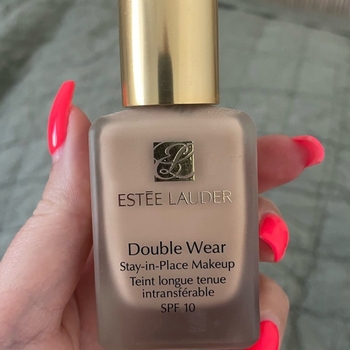 ESTĒE LAUDER
Double Wear
Stay-in-Place Makeup
Teint longue tenue
intransférable
SPF 10